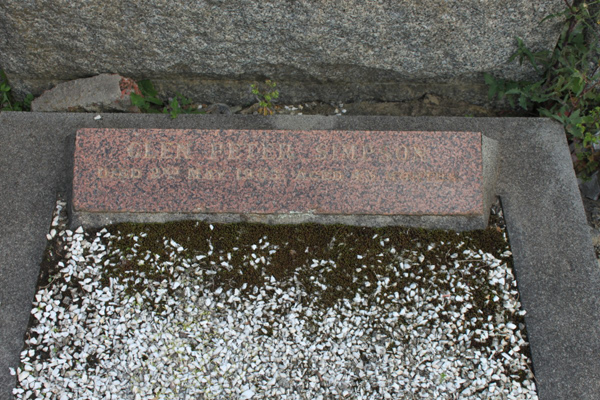 GLEN PETER SIMPSON
DIED 2ND MAY AGED